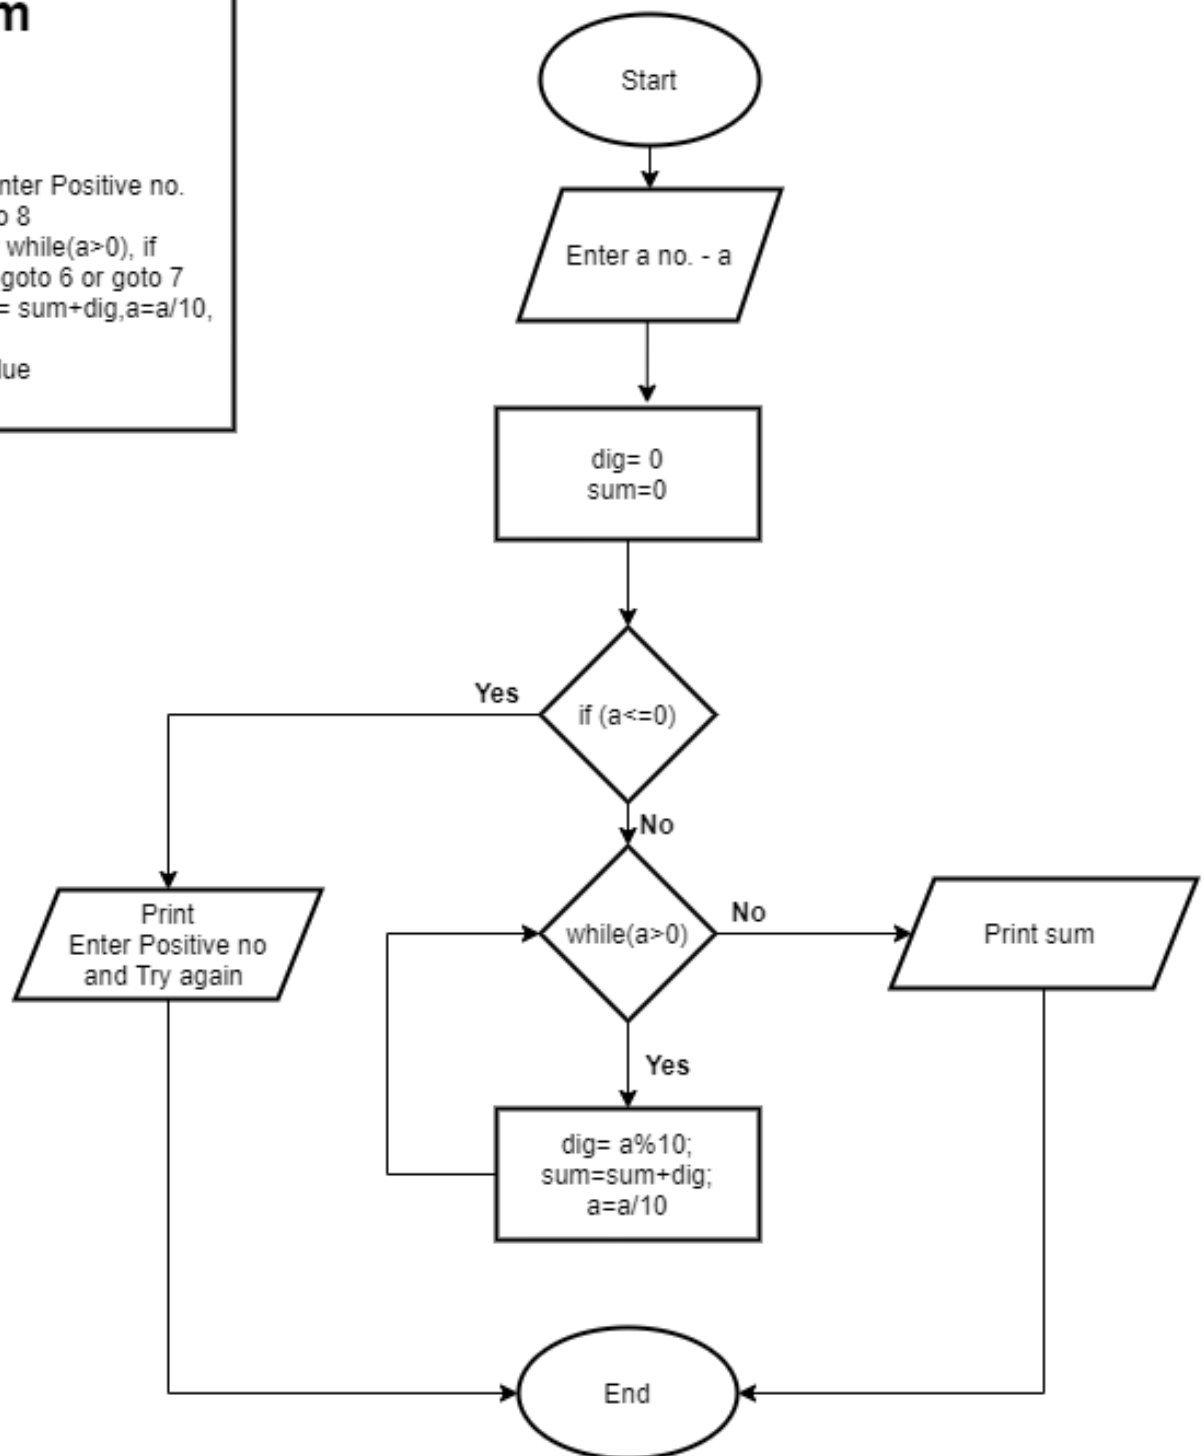 m
nter Positive no.
o 8
while(a>0), if
goto 6 or goto 7
= sum+dig,a=a/10,
lue
Start
Enter a no. - a
dig= 0
sum=0
if (a<=0)
Yes
No
while(a>0)
No
Yes
Print
Enter Positive no
and Try again
Print sum
dig= a%10;
sum=sum+dig;
a=a/10
End